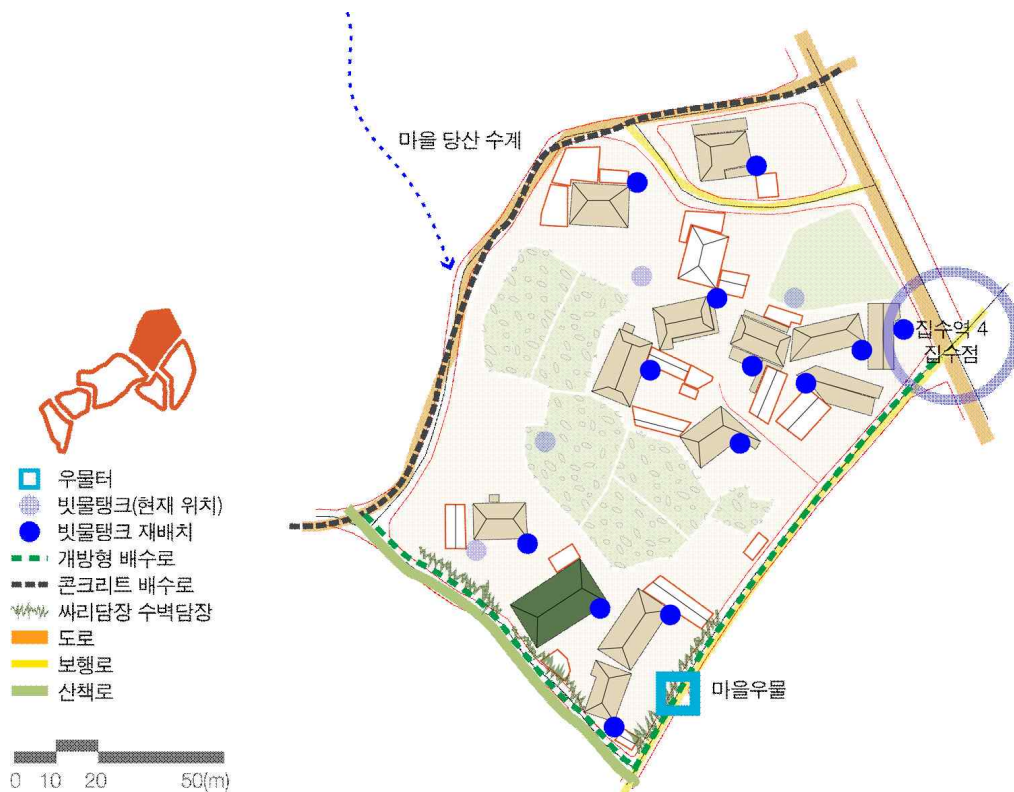 마을 당산 수계
집수역 4
집수점
우물터
빗물탱크(현재 위치)
빗물탱크 재배치
개방형 배수로
콘크리트 배수로
싸리담장 수벽담장
도로
보행로
산책로
마을우물
0 10 20 50(m)